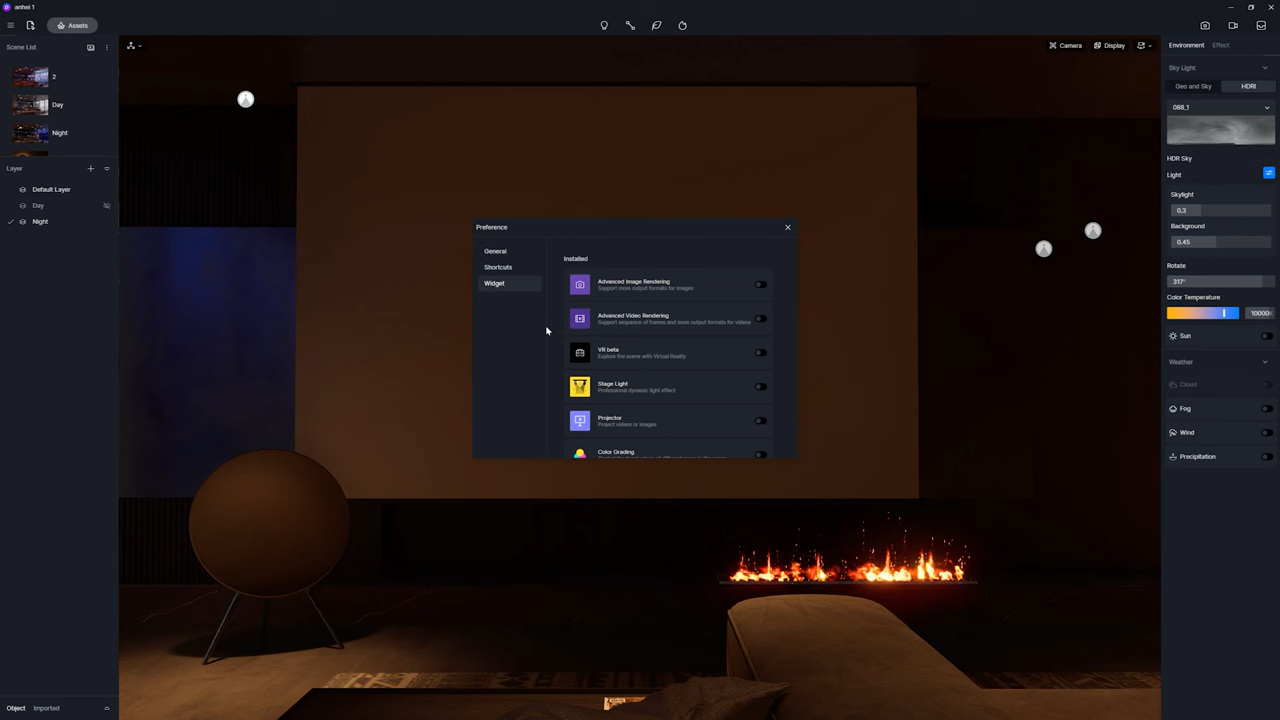 anhei 1
Assets
Scene List
2
Day
Night
Layer
Default Layer
Day
Night
Object
Imported
Camera
Display
Preference
General
Shortcuts
Widget
Installed
Advanced Image Rendering
Support more output formats for images
Advanced Video Rendering
Support sequence of frames and more output formats for videos
VR beta
Explore the scene with Virtual Reality
Stage Light
Professional dynamic light effect
Projector
Project videos or images
Color Grading
Environment
Effect
Sky Light
Geo and Sky
HDRI
088_1
HDR Sky
Light
Skylight
0.3
Background
0.45
Rotate
317°
Color Temperature
10000K
Sun
Weather
Cloud
Fog
Wind
Precipitation